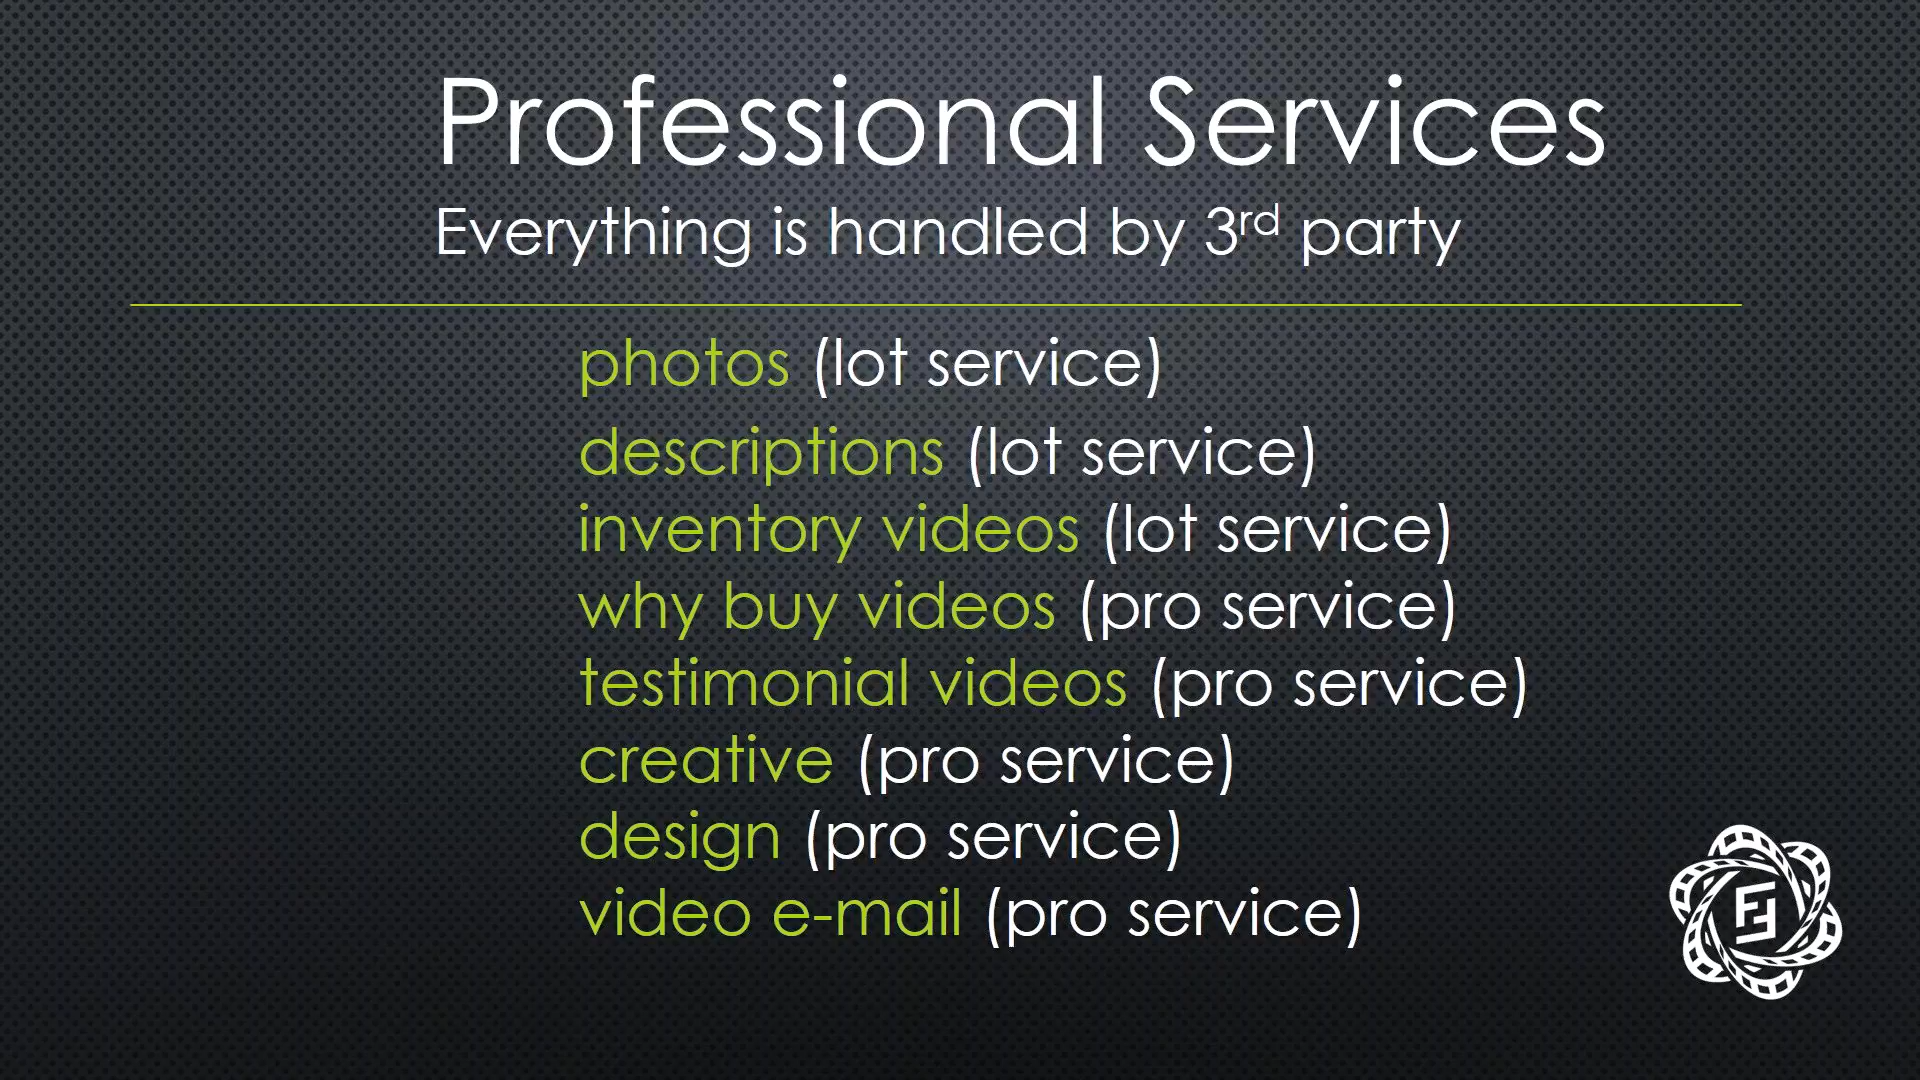 Professional Services
Everything is handled by 3rd party
photos (lot service)
descriptions (lot service)
inventory videos (lot service)
why buy videos (pro service)
testimonial videos (pro service)
creative (pro service)
design (pro service)
video e-mail (pro service)